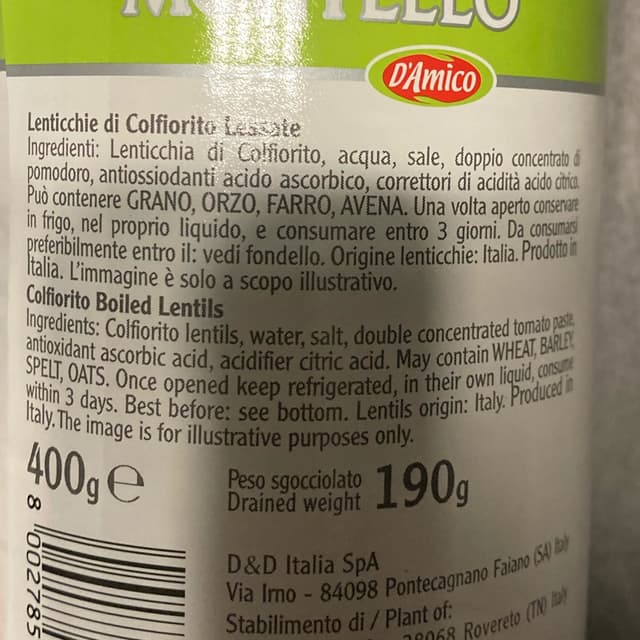 D'AMICO
Lenticchie di Colfiorito Lessate
Ingredienti: Lenticchia di Colfiorito, acqua, sale, doppio concentrato di
pomodoro, antiossiodanti acido ascorbico, correttori di acidità acido citrico.
Può contenere GRANO, ORZO, FARRO, AVENA. Una volta aperto conservare
in frigo, nel proprio liquido, e consumare entro 3 giorni. Da consumarsi
preferibilmente entro il: vedi fondello. Origine lenticchie: Italia. Prodotto in
Italia. L'immagine è solo a scopo illustrativo.
Colfiorito Boiled Lentils
Ingredients: Colfiorito lentils, water, salt, double concentrated tomato paste,
antioxidant ascorbic acid, acidifier citric acid. May contain WHEAT, BARLEY,
SPELT, OATS. Once opened keep refrigerated, in their own liquid, consume
within 3 days. Best before: see bottom. Lentils origin: Italy. Produced in
Italy. The image is for illustrative purposes only.
400g e
Peso sgocciolato
Drained weight 190g
8 002785
D&D Italia SpA
Via Irno - 84098 Pontecagnano Faiano (SA) Italy
Stabilimento di / Plant of:
38068 Rovereto (TN) Italy